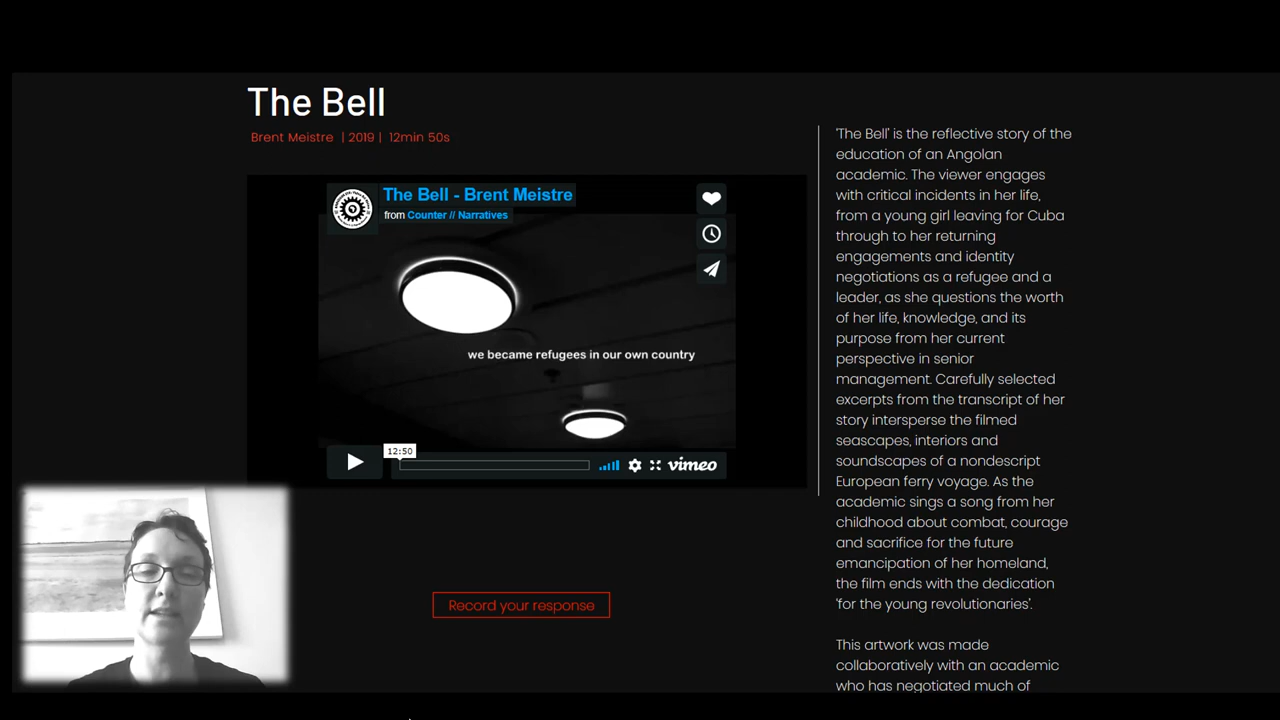 The Bell
Brent Meistre | 2019 | 12min 50s
The Bell - Brent Meistre
from Counter // Narratives
we became refugees in our own country
12:50
vimeo
Record your response
'The Bell' is the reflective story of the
education of an Angolan
academic. The viewer engages
with critical incidents in her life,
from a young girl leaving for Cuba
through to her returning
engagements and identity
negotiations as a refugee and a
leader, as she questions the worth
of her life, knowledge, and its
purpose from her current
perspective in senior
management. Carefully selected
excerpts from the transcript of her
story intersperse the filmed
seascapes, interiors and
soundscapes of a nondescript
European ferry voyage. As the
academic sings a song from her
childhood about combat, courage
and sacrifice for the future
emancipation of her homeland,
the film ends with the dedication
'for the young revolutionaries'.
This artwork was made
collaboratively with an academic
who has negotiated much of